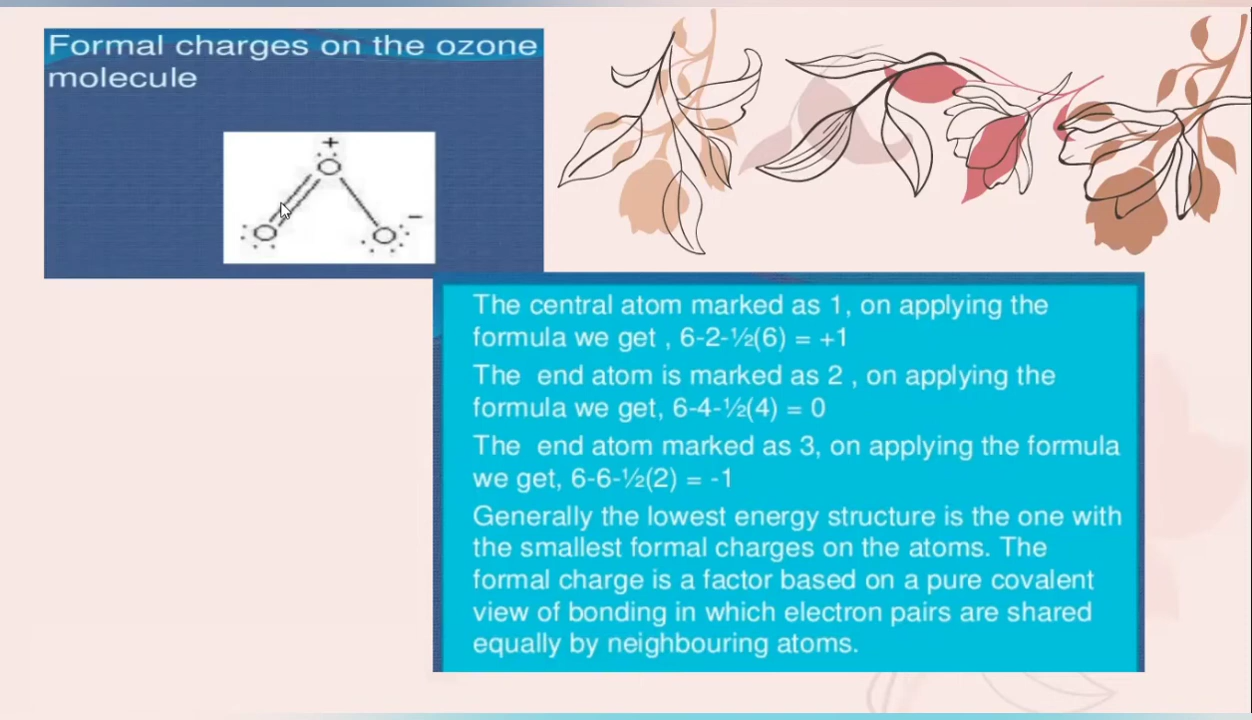 Formal charges on the ozone
molecule
+
O
O
O
−
The central atom marked as 1, on applying the
formula we get , 6-2-½(6) = +1
The  end atom is marked as 2 , on applying the
formula we get, 6-4-½(4) = 0
The  end atom marked as 3, on applying the formula
we get, 6-6-½(2) = -1
Generally the lowest energy structure is the one with
the smallest formal charges on the atoms. The
formal charge is a factor based on a pure covalent
view of bonding in which electron pairs are shared
equally by neighbouring atoms.